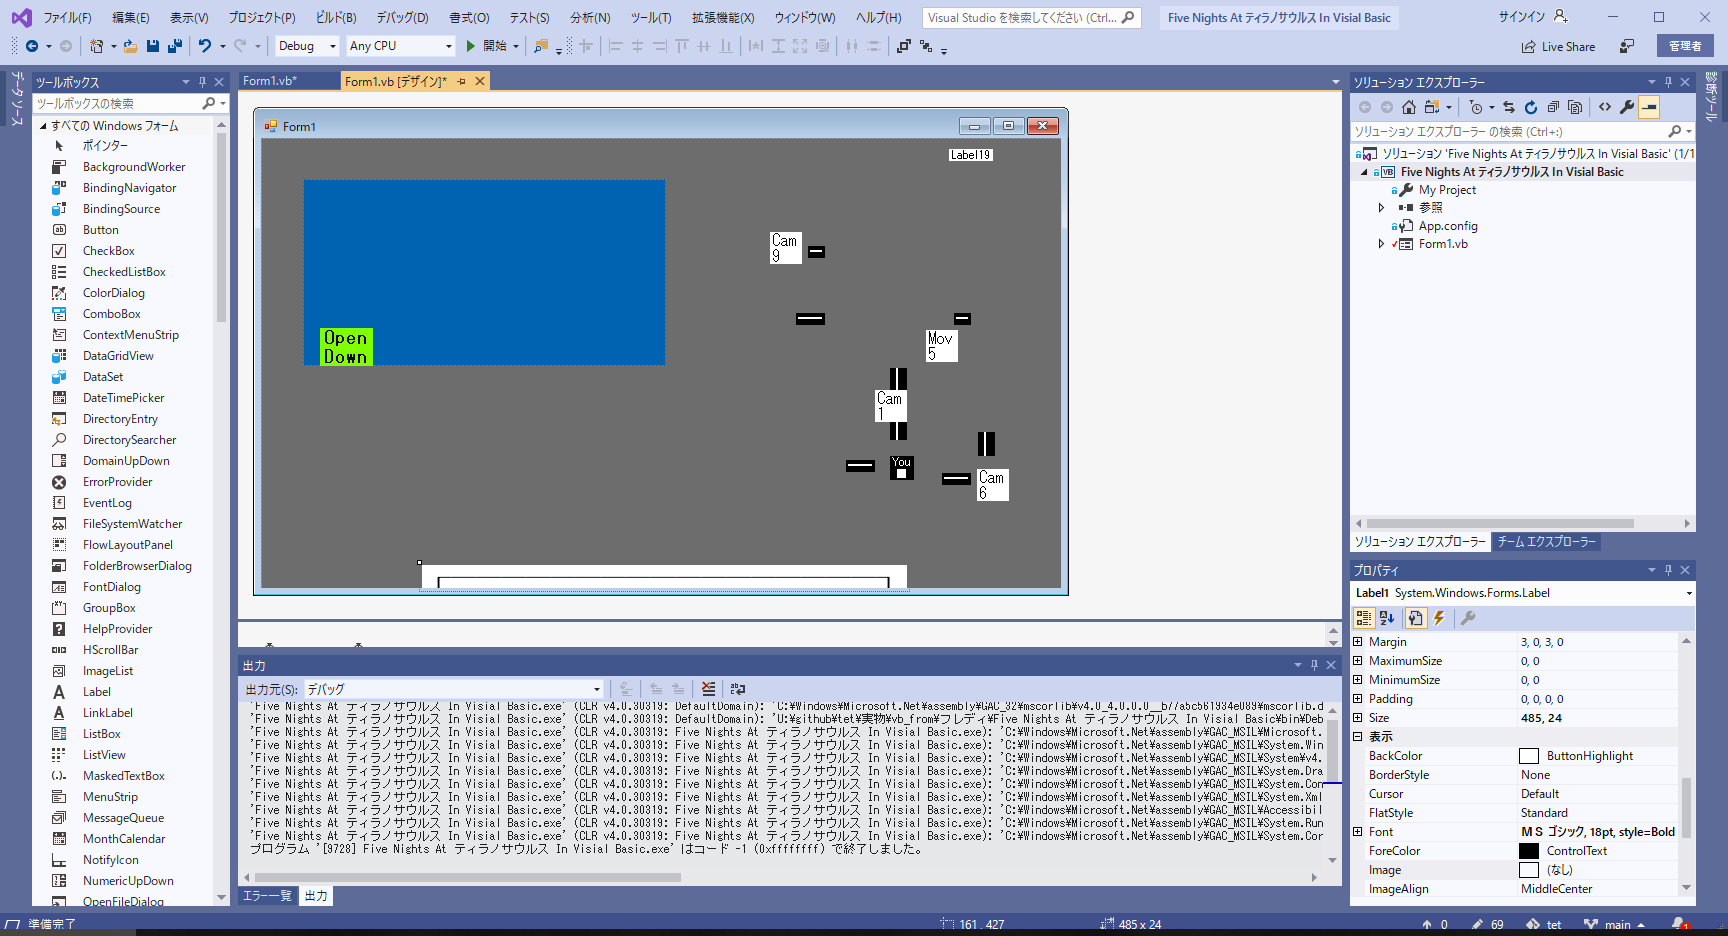 ファイル(F) 編集(E) 表示(V) プロジェクト(P) ビルド(B) デバッグ(D) 書式(O) テスト(S) 分析(N) ツール(T) 拡張機能(X) ウィンドウ(W) ヘルプ(H) Visual Studio を検索してください (Ctrl... Five Nights At ティラノサウルス In Visial Basic サインイン
Debug Any CPU 開始 Live Share 管理者
データソース
ツールボックス
ツールボックスの検索
すべての Windows フォーム
ポインター
BackgroundWorker
BindingNavigator
BindingSource
Button
CheckBox
CheckedListBox
ColorDialog
ComboBox
ContextMenuStrip
DataGridView
DataSet
DateTimePicker
DirectoryEntry
DirectorySearcher
DomainUpDown
ErrorProvider
EventLog
FileSystemWatcher
FlowLayoutPanel
FolderBrowserDialog
FontDialog
GroupBox
HelpProvider
HScrollBar
ImageList
Label
LinkLabel
ListBox
ListView
MaskedTextBox
MenuStrip
MessageQueue
MonthCalendar
NotifyIcon
NumericUpDown
OpenFileDialog
Form1.vb* Form1.vb [デザイン]*
Form1
Label19
Cam
9
Open
Down
Mov
5
Cam
1
You
Cam
6
出力
出力元(S): デバッグ
'Five Nights At ティラノサウルス In Visial Basic.exe' (CLR v4.0.30319: DefaultDomain): 'C:¥Windows¥Microsoft.Net¥assembly¥GAC_32¥mscorlib¥v4.0_4.0.0.0__b77a5c561934e089¥mscorlib.d
'Five Nights At ティラノサウルス In Visial Basic.exe' (CLR v4.0.30319: DefaultDomain): 'U:¥github¥tet¥実物¥vb_from¥フレディ¥Five Nights At ティラノサウルス In Visial Basic¥bin¥Deb
'Five Nights At ティラノサウルス In Visial Basic.exe' (CLR v4.0.30319: Five Nights At ティラノサウルス In Visial Basic.exe): 'C:¥Windows¥Microsoft.Net¥assembly¥GAC_MSIL¥Microsoft.
'Five Nights At ティラノサウルス In Visial Basic.exe' (CLR v4.0.30319: Five Nights At ティラノサウルス In Visial Basic.exe): 'C:¥Windows¥Microsoft.Net¥assembly¥GAC_MSIL¥System.Win
'Five Nights At ティラノサウルス In Visial Basic.exe' (CLR v4.0.30319: Five Nights At ティラノサウルス In Visial Basic.exe): 'C:¥Windows¥Microsoft.Net¥assembly¥GAC_MSIL¥System¥v4.
'Five Nights At ティラノサウルス In Visial Basic.exe' (CLR v4.0.30319: Five Nights At ティラノサウルス In Visial Basic.exe): 'C:¥Windows¥Microsoft.Net¥assembly¥GAC_MSIL¥System.Dra
'Five Nights At ティラノサウルス In Visial Basic.exe' (CLR v4.0.30319: Five Nights At ティラノサウルス In Visial Basic.exe): 'C:¥Windows¥Microsoft.Net¥assembly¥GAC_MSIL¥System.Con
'Five Nights At ティラノサウルス In Visial Basic.exe' (CLR v4.0.30319: Five Nights At ティラノサウルス In Visial Basic.exe): 'C:¥Windows¥Microsoft.Net¥assembly¥GAC_MSIL¥System.Xml
'Five Nights At ティラノサウルス In Visial Basic.exe' (CLR v4.0.30319: Five Nights At ティラノサウルス In Visial Basic.exe): 'C:¥Windows¥Microsoft.Net¥assembly¥GAC_MSIL¥Accessibil
'Five Nights At ティラノサウルス In Visial Basic.exe' (CLR v4.0.30319: Five Nights At ティラノサウルス In Visial Basic.exe): 'C:¥Windows¥Microsoft.Net¥assembly¥GAC_MSIL¥System.Run
'Five Nights At ティラノサウルス In Visial Basic.exe' (CLR v4.0.30319: Five Nights At ティラノサウルス In Visial Basic.exe): 'C:¥Windows¥Microsoft.Net¥assembly¥GAC_MSIL¥System.Cor
プログラム '[9728] Five Nights At ティラノサウルス In Visial Basic.exe' はコード -1 (0xffffffff) で終了しました。
エラー一覧 出力
ソリューション エクスプローラー
ソリューション エクスプローラー の検索 (Ctrl+:)
ソリューション 'Five Nights At ティラノサウルス In Visial Basic' (1/1
Five Nights At ティラノサウルス In Visial Basic
My Project
参照
App.config
Form1.vb
ソリューション エクスプローラー チーム エクスプローラー
プロパティ
Label1 System.Windows.Forms.Label
Margin 3, 0, 3, 0
MaximumSize 0, 0
MinimumSize 0, 0
Padding 0, 0, 0, 0
Size 485, 24
表示
BackColor ButtonHighlight
BorderStyle None
Cursor Default
FlatStyle Standard
Font ＭＳ ゴシック, 18pt, style=Bold
ForeColor ControlText
Image (なし)
ImageAlign MiddleCenter
診断ツール
準備完了 161 , 427 485 x 24 0 69 tet main 1